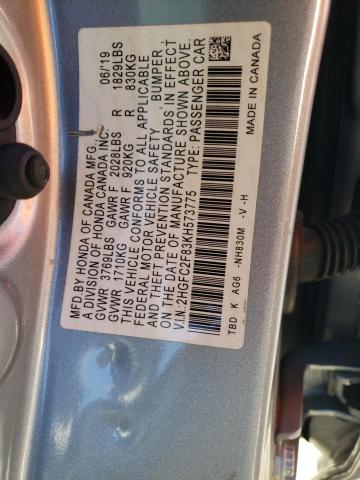 MFD.BY HONDA OF CANADA MFG., 06/19
A DIVISION OF HONDA CANADA INC.
GVWR 3769LBS GAWR F 2028LBS R 1829LBS
GVWR 1710KG GAWR F 920KG R 830KG
THIS VEHICLE CONFORMS TO ALL APPLICABLE
FEDERAL MOTOR VEHICLE SAFETY, BUMPER,
AND THEFT PREVENTION STANDARDS IN EFFECT
ON THE DATE OF MANUFACTURE SHOWN ABOVE.
V.I.N.:2HGFC2F83KH573775 TYPE: PASSENGER CAR
TBD K AG6 -NH830M -V -H MADE IN CANADA